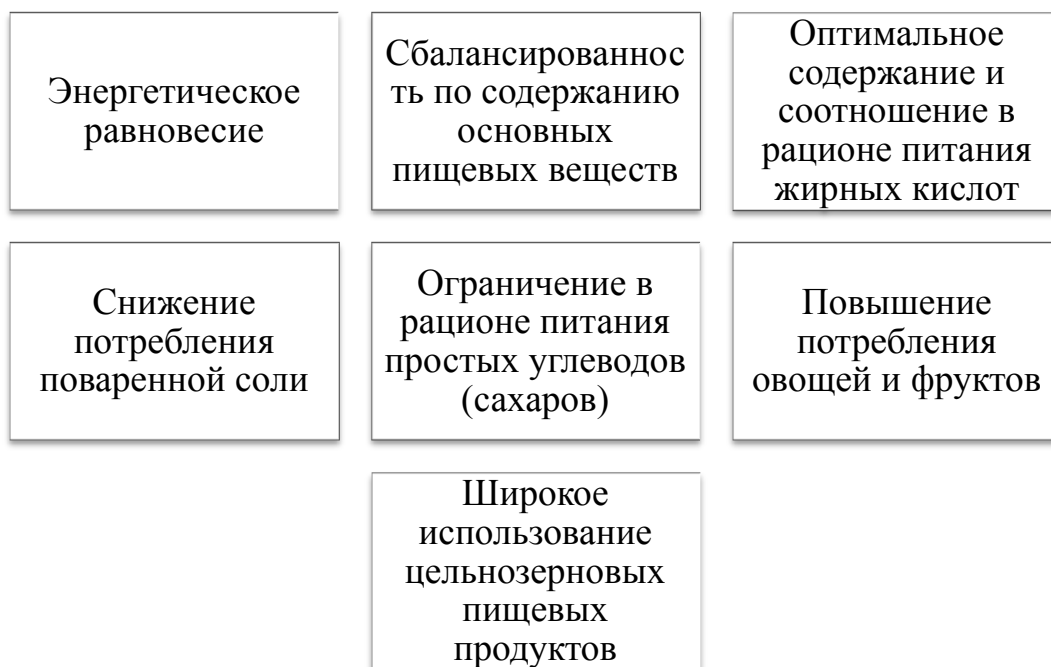 Энергетическое
равновесие
Сбалансированнос
ть по содержанию
основных
пищевых веществ
Оптимальное
содержание и
соотношение в
рационе питания
жирных кислот
Снижение
потребления
поваренной соли
Ограничение в
рационе питания
простых углеводов
(сахаров)
Повышение
потребления
овощей и фруктов
Широкое
использование
цельнозерновых
пищевых
продуктов